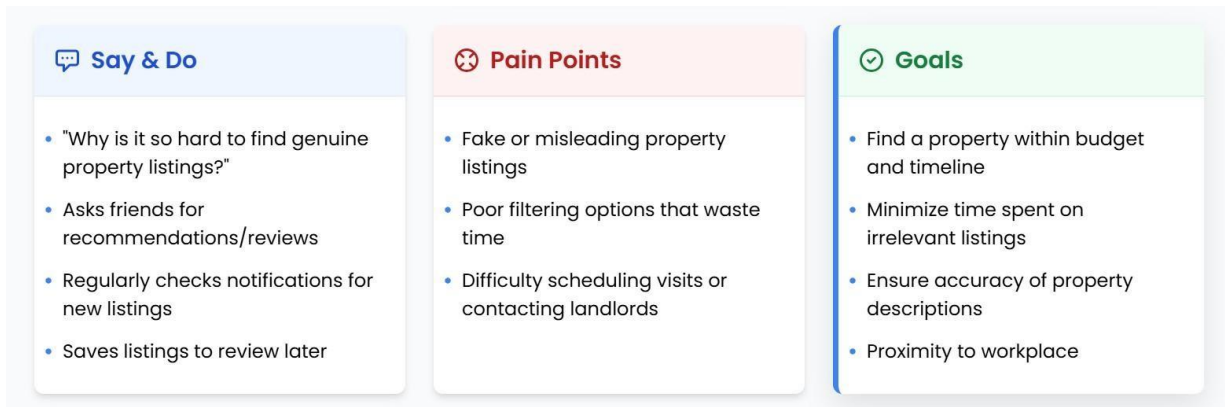 Say & Do
"Why is it so hard to find genuine
property listings?"
Asks friends for
recommendations/reviews
Regularly checks notifications for
new listings
Saves listings to review later
Pain Points
Fake or misleading property
listings
Poor filtering options that waste
time
Difficulty scheduling visits or
contacting landlords
Goals
Find a property within budget
and timeline
Minimize time spent on
irrelevant listings
Ensure accuracy of property
descriptions
Proximity to workplace